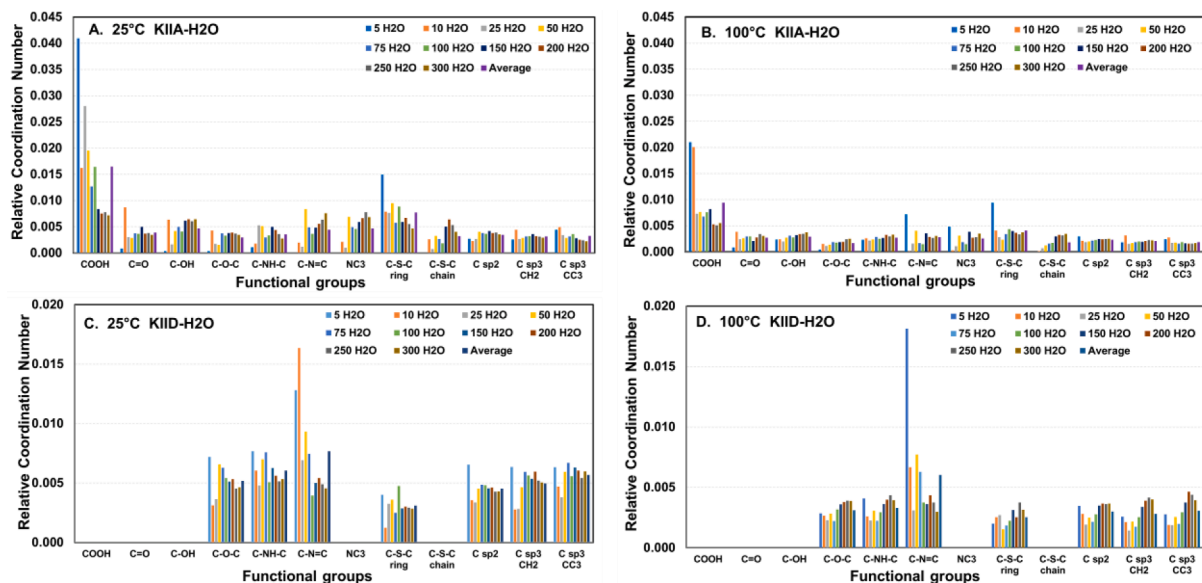 A. 25°C KIIA-H2O
5 H2O 10 H2O 25 H2O 50 H2O
75 H2O 100 H2O 150 H2O 200 H2O
250 H2O 300 H2O Average
Relative Coordination Number
0.045
0.040
0.035
0.030
0.025
0.020
0.015
0.010
0.005
0.000
COOH C=O C-OH C-O-C C-NH-C C-N=C NC3 C-S-C ring C-S-C chain C sp2 C sp3 CH2 C sp3 CC3
Functional groups
B. 100°C KIIA-H2O
5 H2O 10 H2O 25 H2O 50 H2O
75 H2O 100 H2O 150 H2O 200 H2O
250 H2O 300 H2O Average
Relative Coordination Number
0.045
0.040
0.035
0.030
0.025
0.020
0.015
0.010
0.005
0.000
COOH C=O C-OH C-O-C C-NH-C C-N=C NC3 C-S-C ring C-S-C chain C sp2 C sp3 CH2 C sp3 CC3
Functional groups
C. 25°C KIID-H2O
5 H2O 10 H2O 25 H2O 50 H2O
75 H2O 100 H2O 150 H2O 200 H2O
250 H2O 300 H2O Average
Relative Coordination Number
0.020
0.015
0.010
0.005
0.000
COOH C=O C-OH C-O-C C-NH-C C-N=C NC3 C-S-C ring C-S-C chain C sp2 C sp3 CH2 C sp3 CC3
Functional groups
D. 100°C KIID-H2O
5 H2O 10 H2O 25 H2O 50 H2O
75 H2O 100 H2O 150 H2O 200 H2O
250 H2O 300 H2O Average
Relative Coordination Number
0.020
0.015
0.010
0.005
0.000
COOH C=O C-OH C-O-C C-NH-C C-N=C NC3 C-S-C ring C-S-C chain C sp2 C sp3 CH2 C sp3 CC3
Functional groups